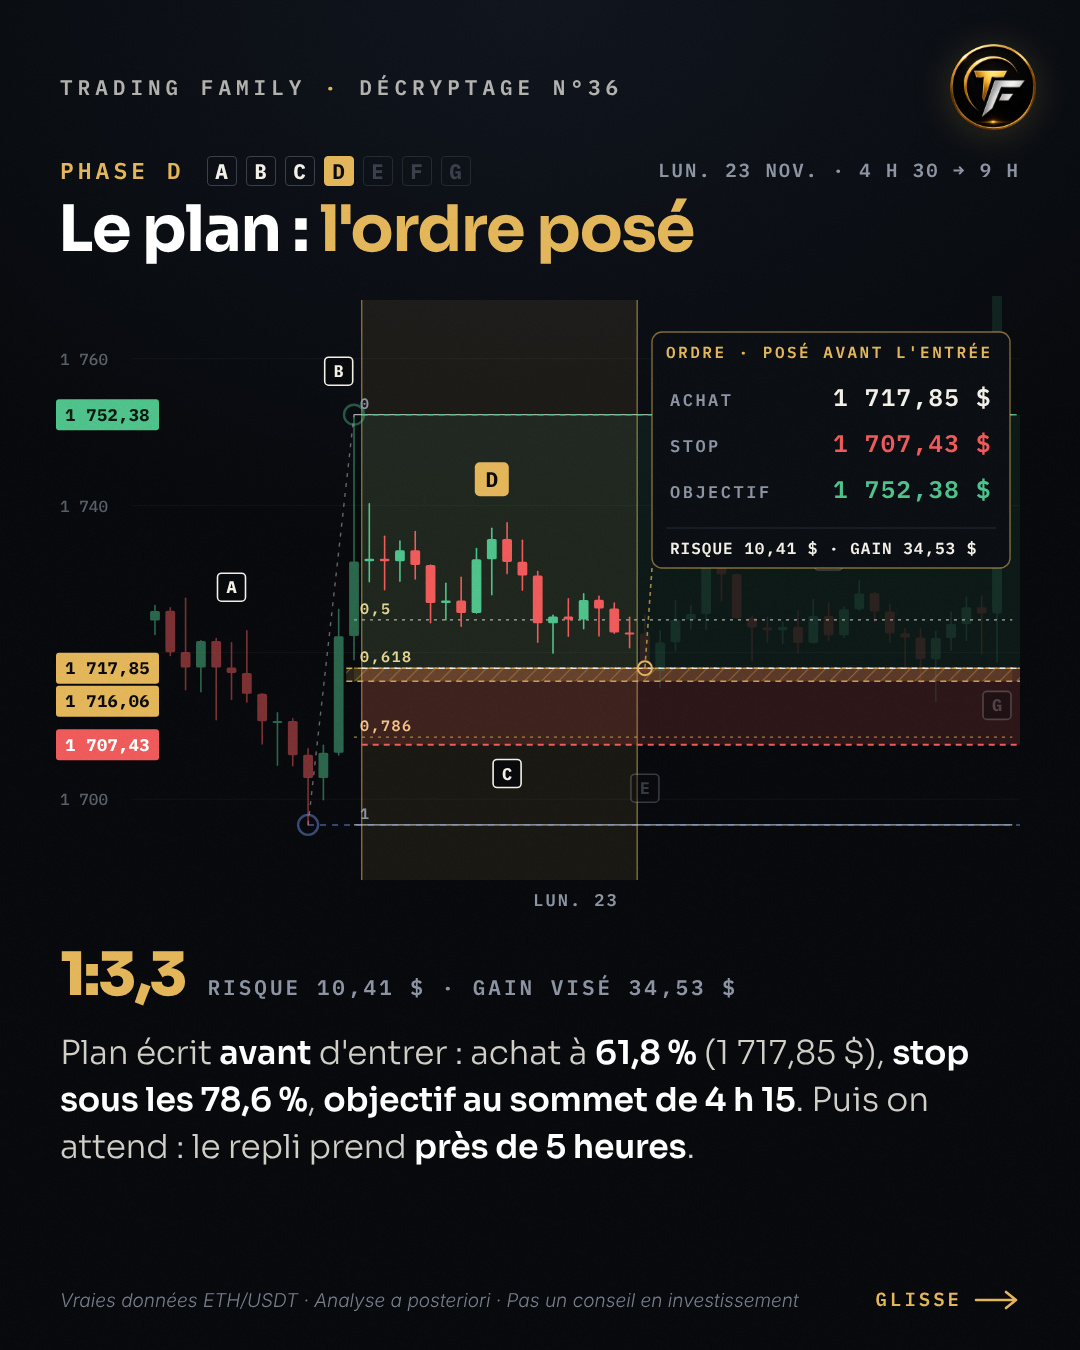 TRADING FAMILY · DÉCRYPTAGE N°36
TF
PHASE D A B C D E F G
LUN. 23 NOV. · 4 H 30 → 9 H
Le plan : l'ordre posé
1 760
1 752,38
1 740
1 717,85
1 716,06
1 707,43
1 700
A
B
C
D
E
G
0
0,5
0,618
0,786
1
ORDRE · POSÉ AVANT L'ENTRÉE
ACHAT 1 717,85 $
STOP 1 707,43 $
OBJECTIF 1 752,38 $
RISQUE 10,41 $ · GAIN 34,53 $
LUN. 23
1:3,3 RISQUE 10,41 $ · GAIN VISÉ 34,53 $
Plan écrit avant d'entrer : achat à 61,8 % (1 717,85 $), stop
sous les 78,6 %, objectif au sommet de 4 h 15. Puis on
attend : le repli prend près de 5 heures.
Vraies données ETH/USDT · Analyse a posteriori · Pas un conseil en investissement
GLISSE →